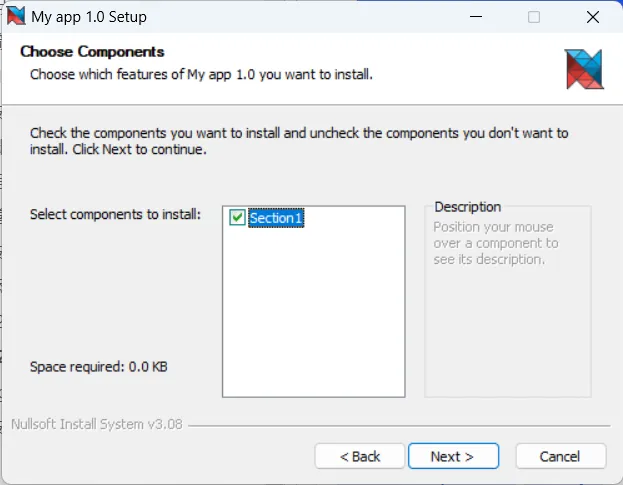 My app 1.0 Setup
Choose Components
Choose which features of My app 1.0 you want to install.
Check the components you want to install and uncheck the components you don't want to
install. Click Next to continue.
Select components to install:
Section1
Description
Position your mouse
over a component to
see its description.
Space required: 0.0 KB
Nullsoft Install System v3.08
< Back
Next >
Cancel